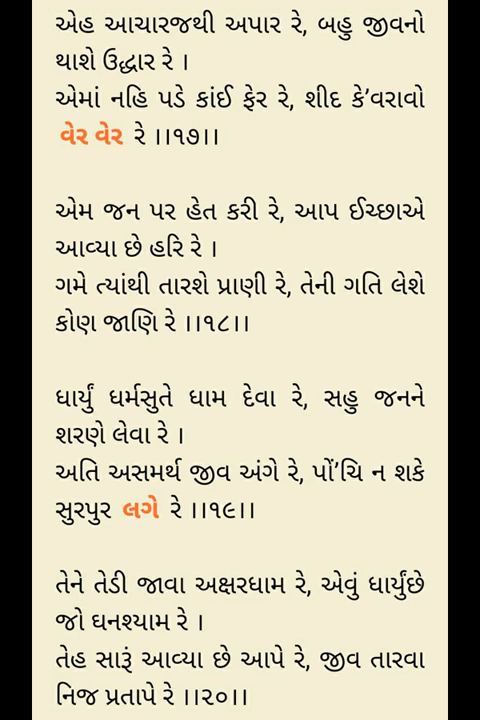 એહ આચારજથી અપાર રે, બહુ જીવનો
થાશે ઉદ્ધાર રે ।
એમાં નહિ પડે કાંઈ ફેર રે, શીદ કે’વરાવો
વેર વેર રે ।।૧૭।।
એમ જન પર હેત કરી રે, આપ ઈચ્છાએ
આવ્યા છે હરિ રે ।
ગમે ત્યાંથી તારશે પ્રાણી રે, તેની ગતિ લેશે
કોણ જાણિ રે ।।૧૮।।
ધાર્યું ધર્મસુતે ધામ દેવા રે, સહુ જનને
શરણે લેવા રે ।
અતિ અસમર્થ જીવ અંગે રે, પોં’ચિ ન શકે
સુરપુર લગે રે ।।૧૯।।
તેને તેડી જાવા અક્ષરધામ રે, એવું ધાર્યુંછે
જો ઘનશ્યામ રે ।
તેહ સારૂં આવ્યા છે આપે રે, જીવ તારવા
નિજ પ્રતાપે રે ।।૨૦।।